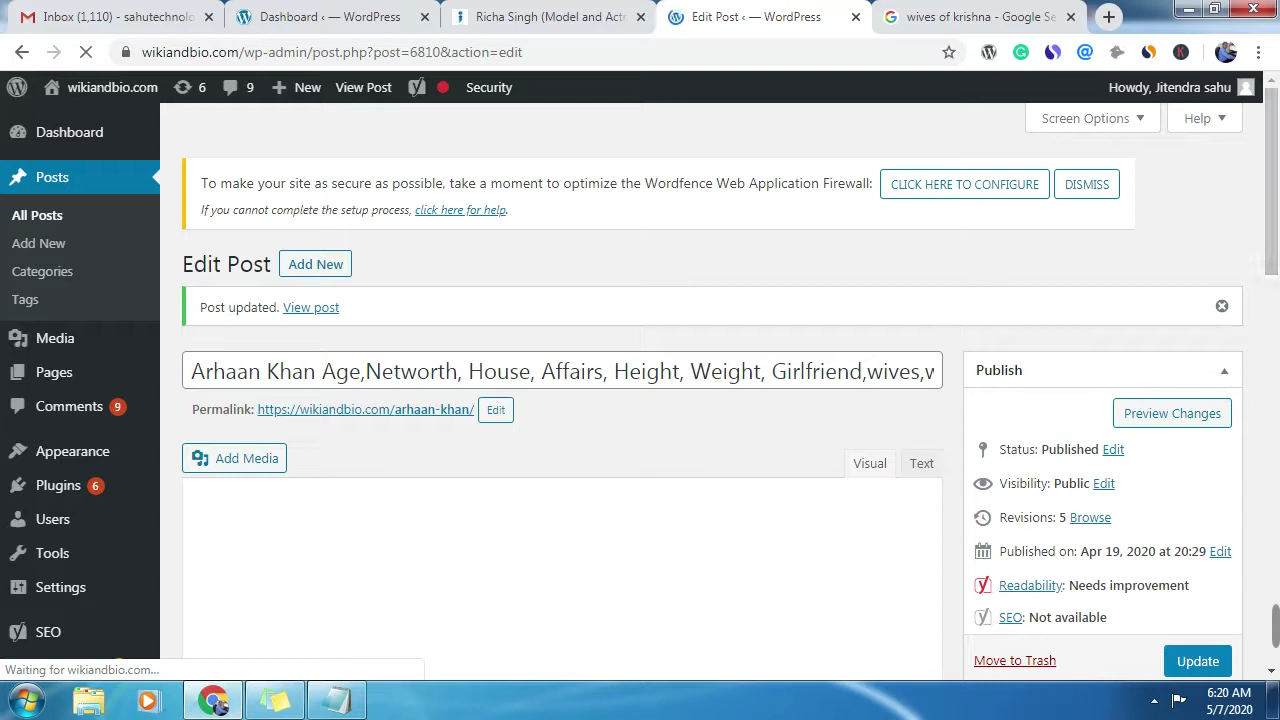 Inbox (1,110) - sahutechnol
Dashboard ‹ — WordPress
Richa Singh (Model and Actr
Edit Post ‹ — WordPress
wives of krishna - Google Se
wikiandbio.com/wp-admin/post.php?post=6810&action=edit
wikiandbio.com
6
9
New
View Post
Security
Howdy, Jitendra sahu
Dashboard
Posts
All Posts
Add New
Categories
Tags
Media
Pages
Comments 9
Appearance
Plugins 6
Users
Tools
Settings
SEO
Screen Options
Help
To make your site as secure as possible, take a moment to optimize the Wordfence Web Application Firewall: CLICK HERE TO CONFIGURE DISMISS
If you cannot complete the setup process, click here for help.
Edit Post Add New
Post updated. View post
Arhaan Khan Age,Networth, House, Affairs, Height, Weight, Girlfriend,wives,w
Permalink: https://wikiandbio.com/arhaan-khan/ Edit
Add Media
Visual
Text
Publish
Preview Changes
Status: Published Edit
Visibility: Public Edit
Revisions: 5 Browse
Published on: Apr 19, 2020 at 20:29 Edit
Readability: Needs improvement
SEO: Not available
Move to Trash
Update
Waiting for wikiandbio.com...
6:20 AM
5/7/2020